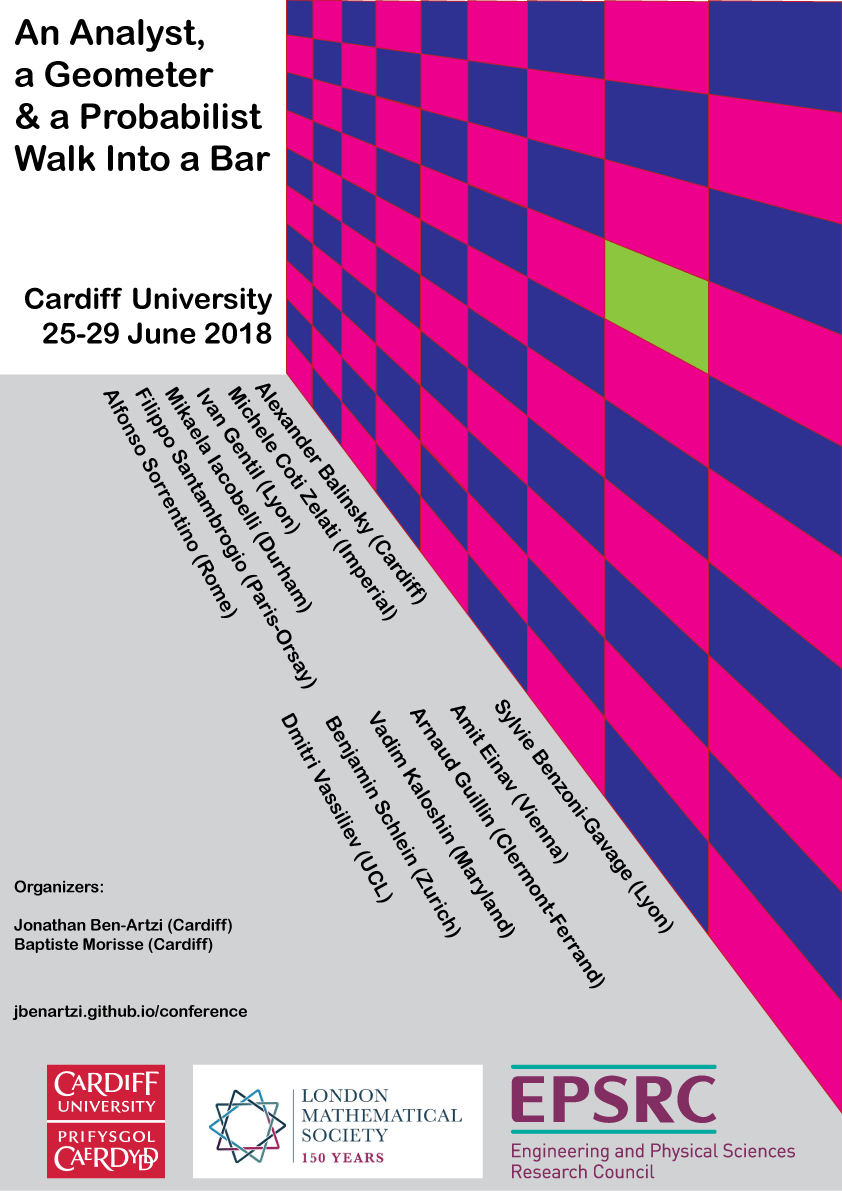 An Analyst,
a Geometer
& a Probabilist
Walk Into a Bar
Cardiff University
25-29 June 2018
Alexander Balinsky (Cardiff)
Michele Coti Zelati (Imperial)
Ivan Gentil (Lyon)
Mikaela Iacobelli (Durham)
Filippo Santambrogio (Paris-Orsay)
Alfonso Sorrentino (Rome)
Sylvie Benzoni-Gavage (Lyon)
Amit Einav (Vienna)
Arnaud Guillin (Clermont-Ferrand)
Vadim Kaloshin (Maryland)
Benjamin Schlein (Zurich)
Dmitri Vassiliev (UCL)
Organizers:
Jonathan Ben-Artzi (Cardiff)
Baptiste Morisse (Cardiff)
jbenartzi.github.io/conference
CARDIFF
UNIVERSITY
PRIFYSGOL
CAERDYDD
LONDON
MATHEMATICAL
SOCIETY
150 YEARS
EPSRC
Engineering and Physical Sciences
Research Council